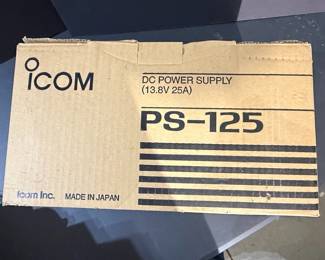 ICOM
DC POWER SUPPLY
(13.8V 25A)
PS-125
Icom Inc. MADE IN JAPAN